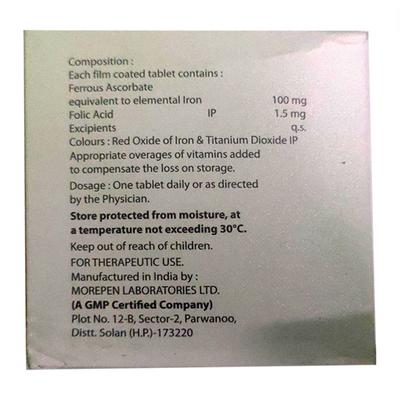 Composition :
Each film coated tablet contains :
Ferrous Ascorbate
equivalent to elemental Iron 100 mg
Folic Acid IP 1.5 mg
Excipients q.s.
Colours : Red Oxide of Iron & Titanium Dioxide IP
Appropriate overages of vitamins added
to compensate the loss on storage.
Dosage : One tablet daily or as directed
by the Physician.
Store protected from moisture, at
a temperature not exceeding 30°C.
Keep out of reach of children.
FOR THERAPEUTIC USE.
Manufactured in India by :
MOREPEN LABORATORIES LTD.
(A GMP Certified Company)
Plot No. 12-B, Sector-2, Parwanoo,
Distt. Solan (H.P.)-173220